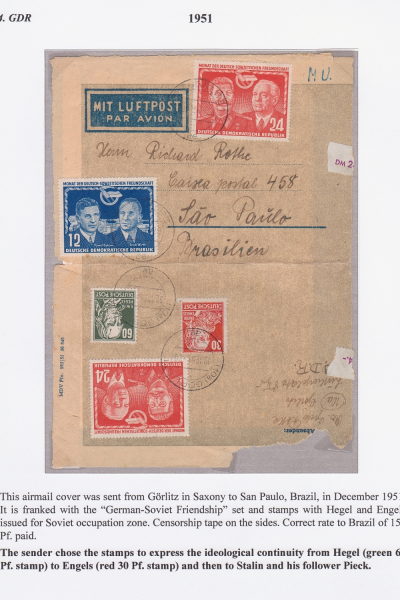 4. GDR
1951
MIT LUFTPOST
PAR AVION
M.U.
MONAT DER DEUTSCH-SOWJETISCHEN FREUNDSCHAFT
24
DEUTSCHE DEMOKRATISCHE REPUBLIK
Herrn Richard Rothe
Caixa postal 458
São Paulo
Brasilien
DM 2
MONAT DER DEUTSCH-SOWJETISCHEN FREUNDSCHAFT
12
DEUTSCHE DEMOKRATISCHE REPUBLIK
60
DEUTSCHE POST
HEGEL
30
DEUTSCHE POST
24
Absender:
This airmail cover was sent from Görlitz in Saxony to San Paulo, Brazil, in December 1951
It is franked with the “German-Soviet Friendship” set and stamps with Hegel and Engel
issued for Soviet occupation zone. Censorship tape on the sides. Correct rate to Brazil of 15
Pf. paid.
The sender chose the stamps to express the ideological continuity from Hegel (green 6
Pf. stamp) to Engels (red 30 Pf. stamp) and then to Stalin and his follower Pieck.